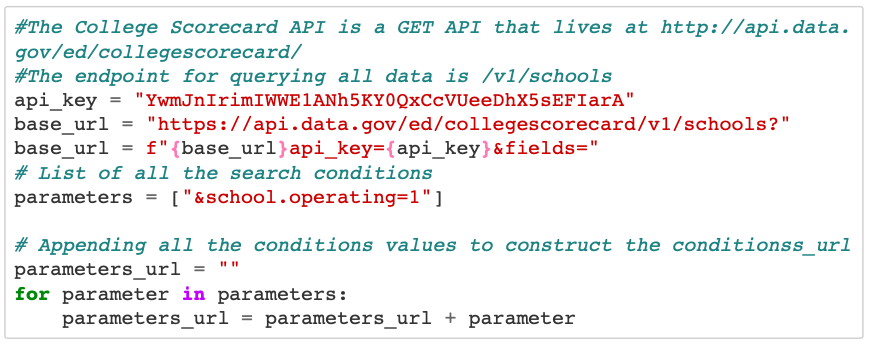 #The College Scorecard API is a GET API that lives at http://api.data.
gov/ed/collegescorecard/
#The endpoint for querying all data is /v1/schools
api_key = "YwmJnIrimIWWE1ANh5KY0QxCcVUeeDhX5sEFIarA"
base_url = "https://api.data.gov/ed/collegescorecard/v1/schools?"
base_url = f"{base_url}api_key={api_key}&fields="
# List of all the search conditions
parameters = ["&school.operating=1"]
# Appending all the conditions values to construct the conditionss_url
parameters_url = ""
for parameter in parameters:
    parameters_url = parameters_url + parameter